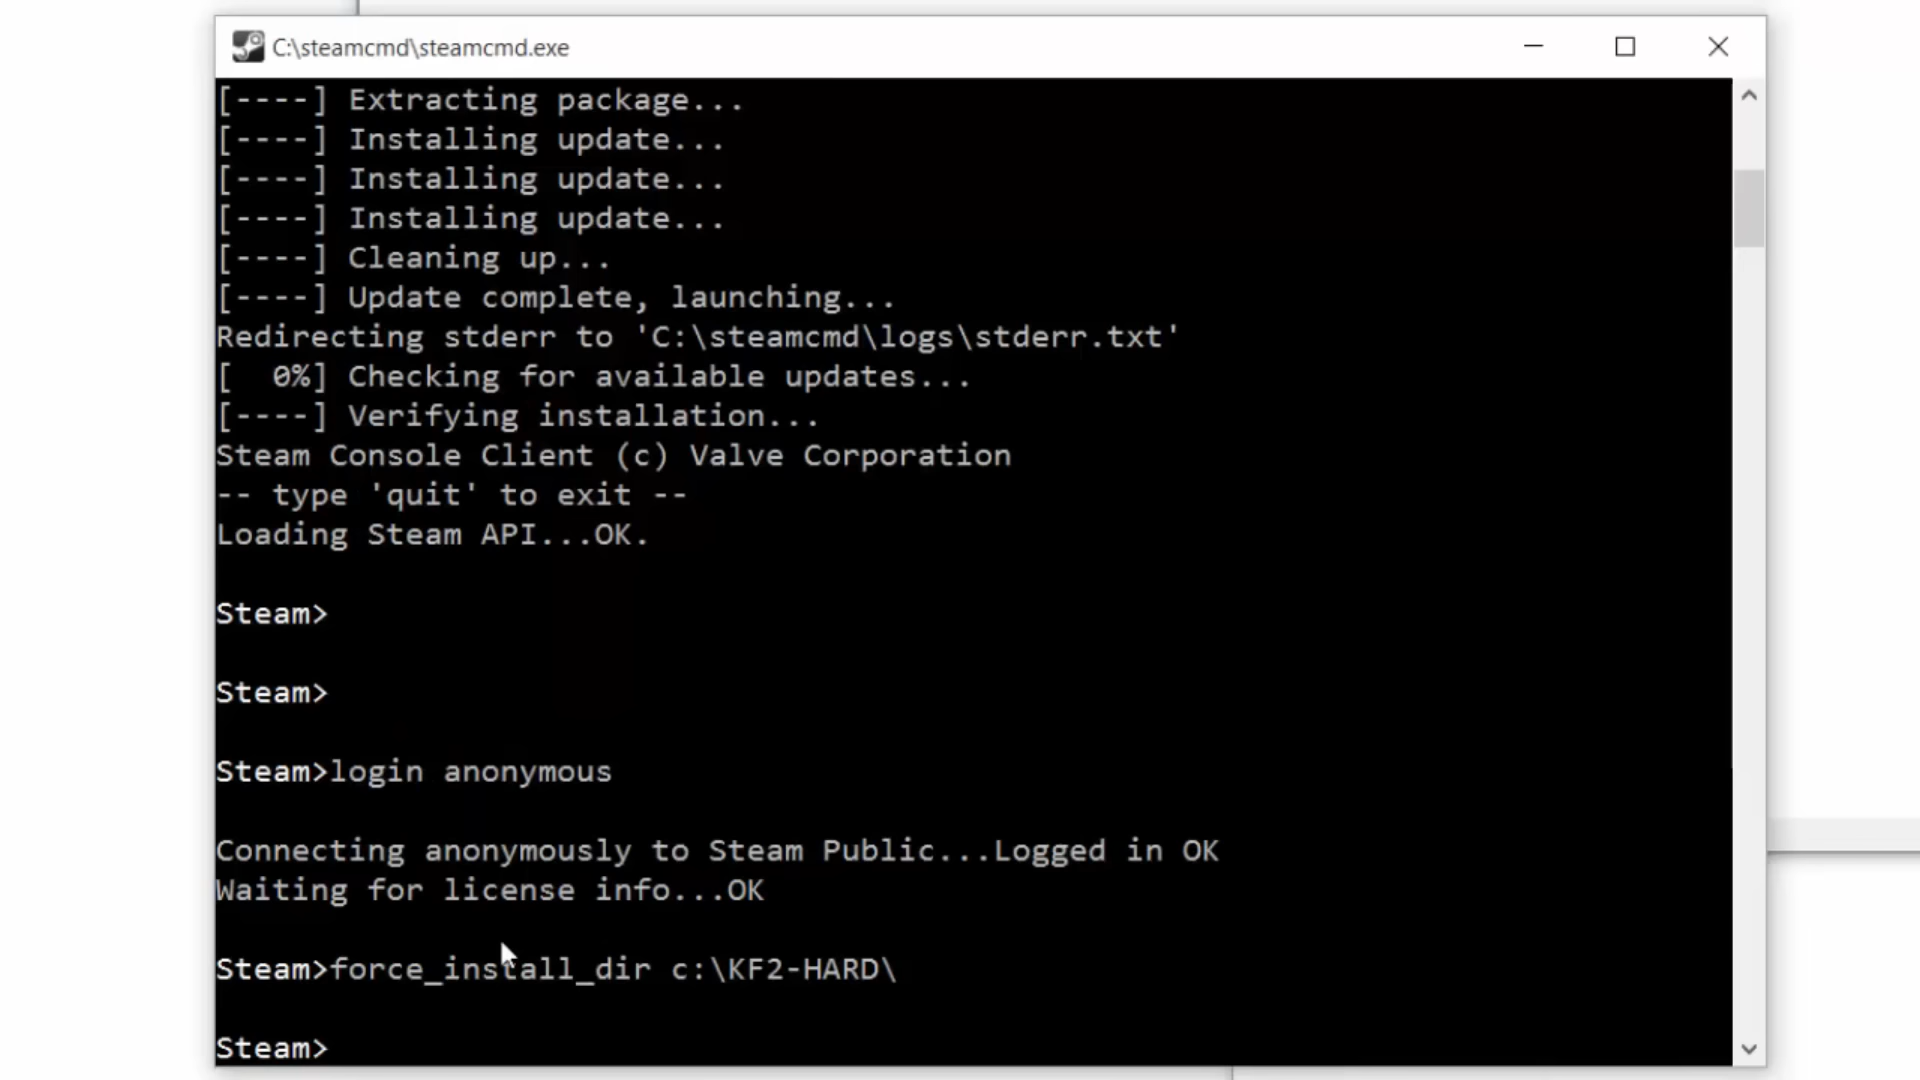 C:\steamcmd\steamcmd.exe
[----] Extracting package...
[----] Installing update...
[----] Installing update...
[----] Installing update...
[----] Cleaning up...
[----] Update complete, launching...
Redirecting stderr to 'C:\steamcmd\logs\stderr.txt'
[  0%] Checking for available updates...
[----] Verifying installation...
Steam Console Client (c) Valve Corporation
-- type 'quit' to exit --
Loading Steam API...OK.
Steam>
Steam>
Steam>login anonymous
Connecting anonymously to Steam Public...Logged in OK
Waiting for license info...OK
Steam>force_install_dir c:\KF2-HARD\
Steam>